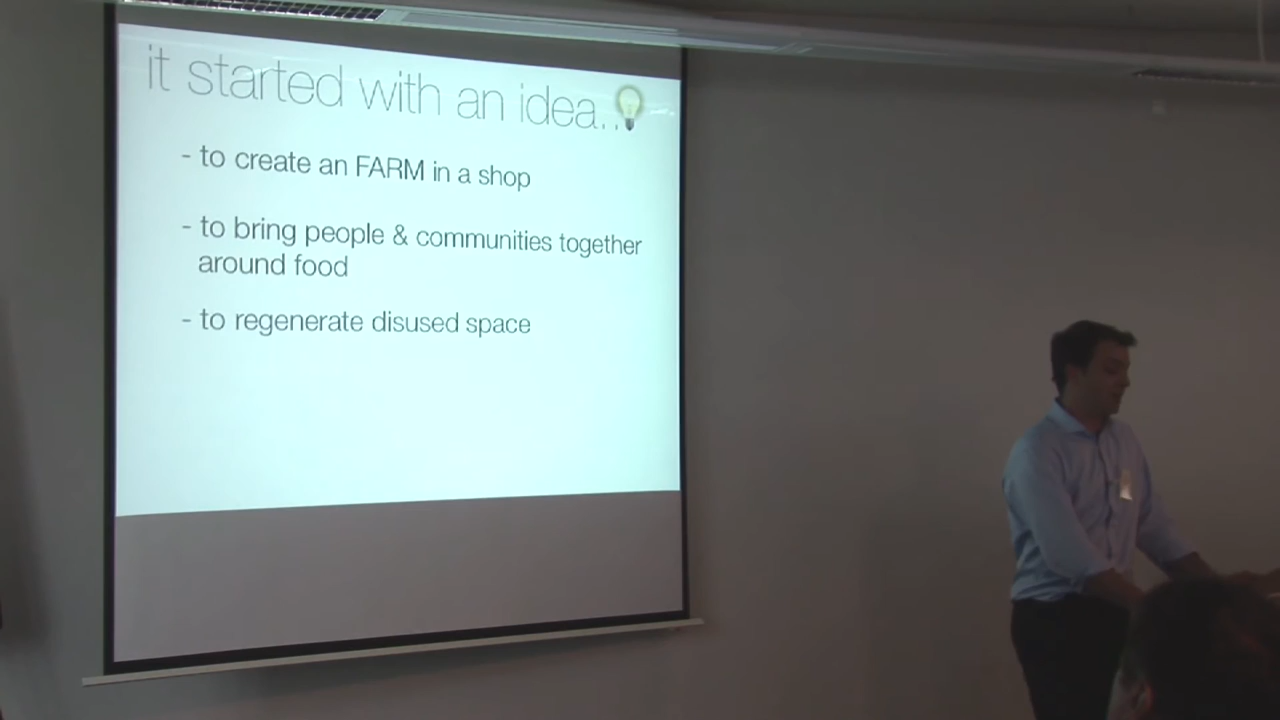 it started with an idea..
- to create an FARM in a shop
- to bring people & communities together
around food
- to regenerate disused space